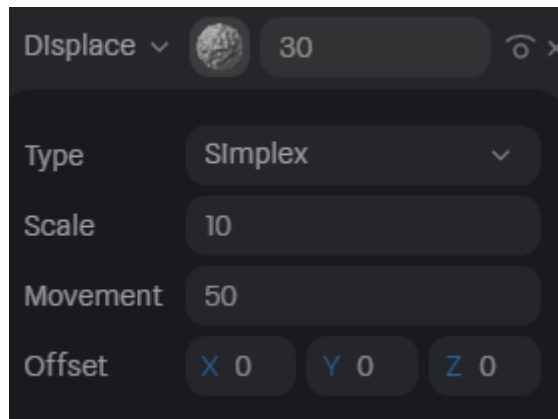 Displace 30
Type Simplex
Scale 10
Movement 50
Offset X 0 Y 0 Z 0